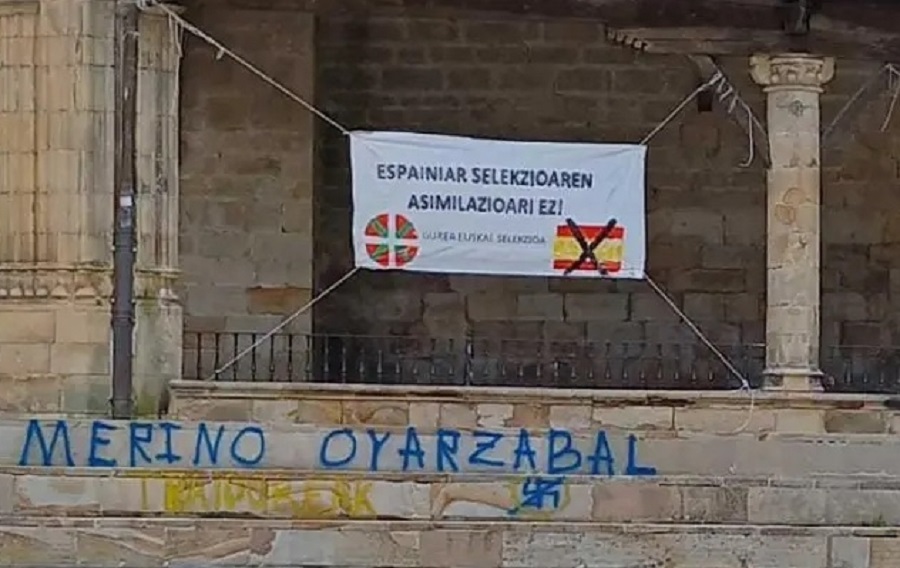 ESPAINIAR SELEKZIOAREN
ASIMILAZIOARI EZ!
GUREA EUSKAL SELEKZIOA
MERINO OYARZABAL